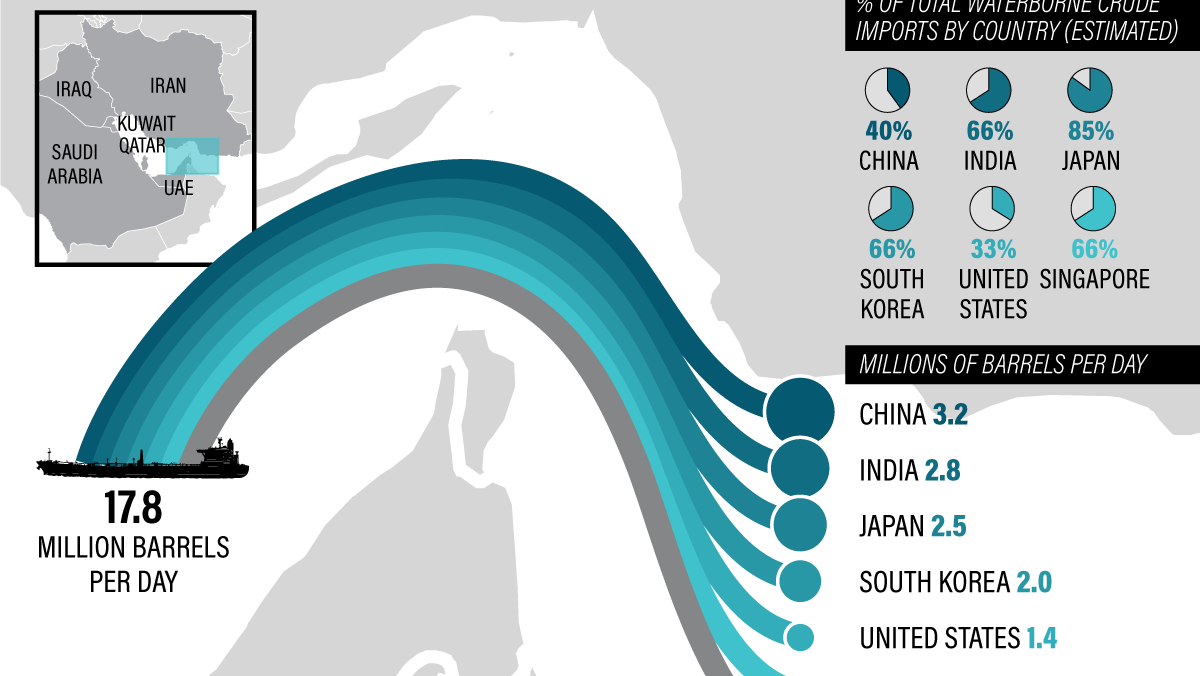 % OF TOTAL WATERBORNE CRUDE
IMPORTS BY COUNTRY (ESTIMATED)
IRAQ
IRAN
KUWAIT
QATAR
SAUDI
ARABIA
UAE
40%
CHINA
66%
INDIA
85%
JAPAN
66%
SOUTH
KOREA
33%
UNITED
STATES
66%
SINGAPORE
MILLIONS OF BARRELS PER DAY
CHINA 3.2
INDIA 2.8
JAPAN 2.5
SOUTH KOREA 2.0
UNITED STATES 1.4
17.8
MILLION BARRELS
PER DAY